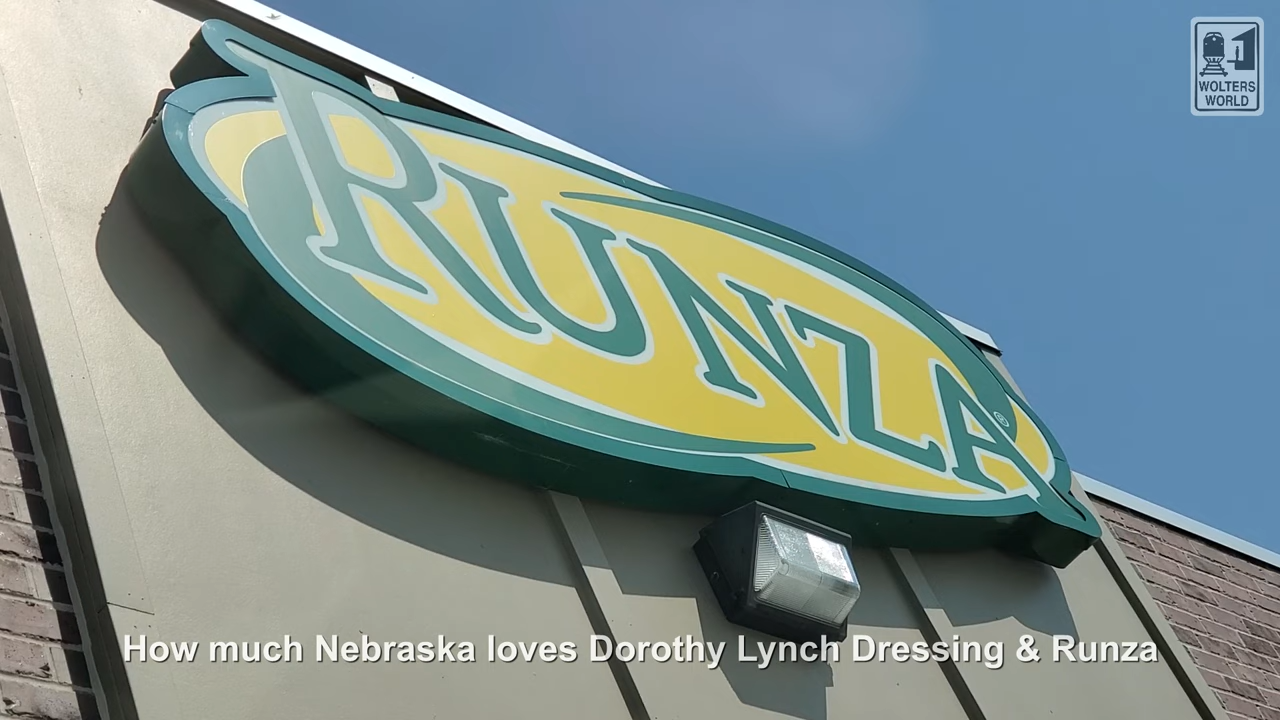 WOLTERS
WORLD
RUNZA®
How much Nebraska loves Dorothy Lynch Dressing & Runza